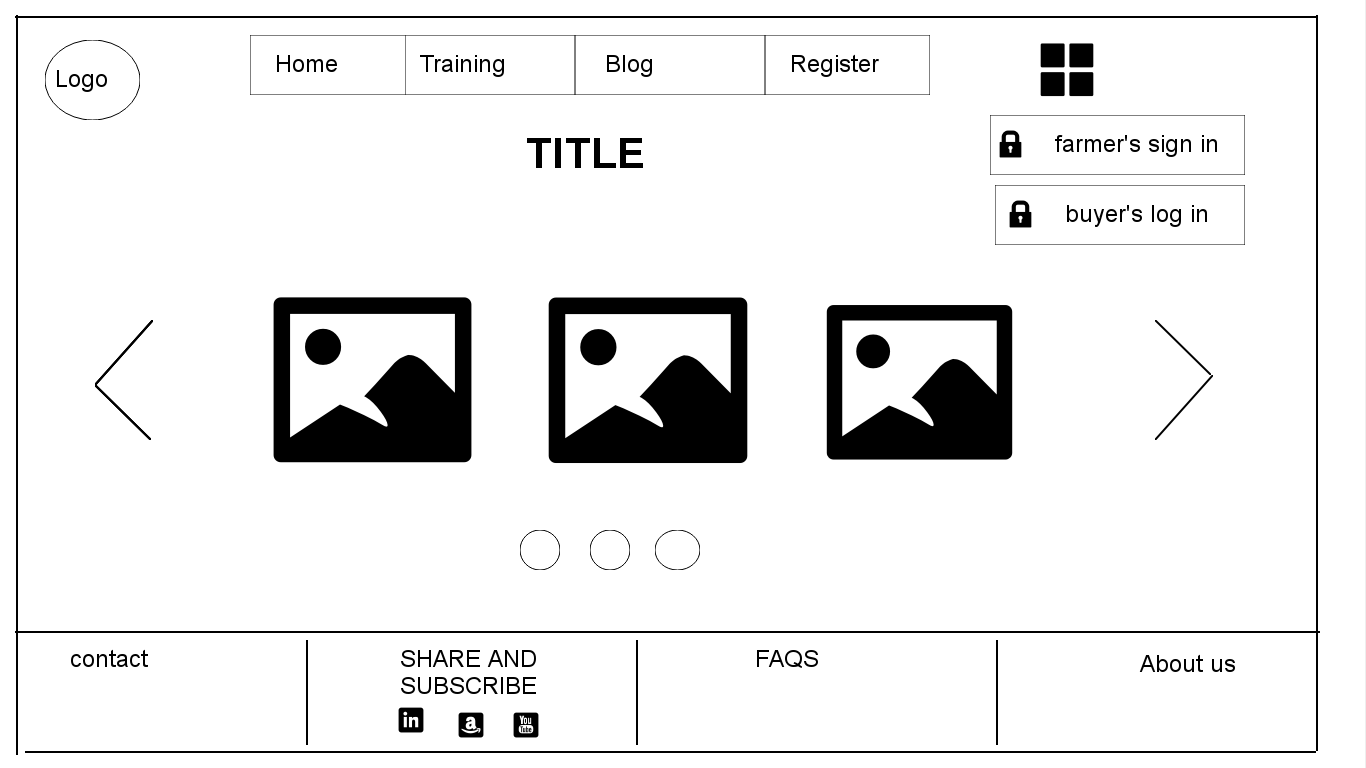 Logo
Home Training Blog Register
farmer's sign in
TITLE
buyer's log in
contact
SHARE AND
SUBSCRIBE
in a You Tube
FAQS
About us